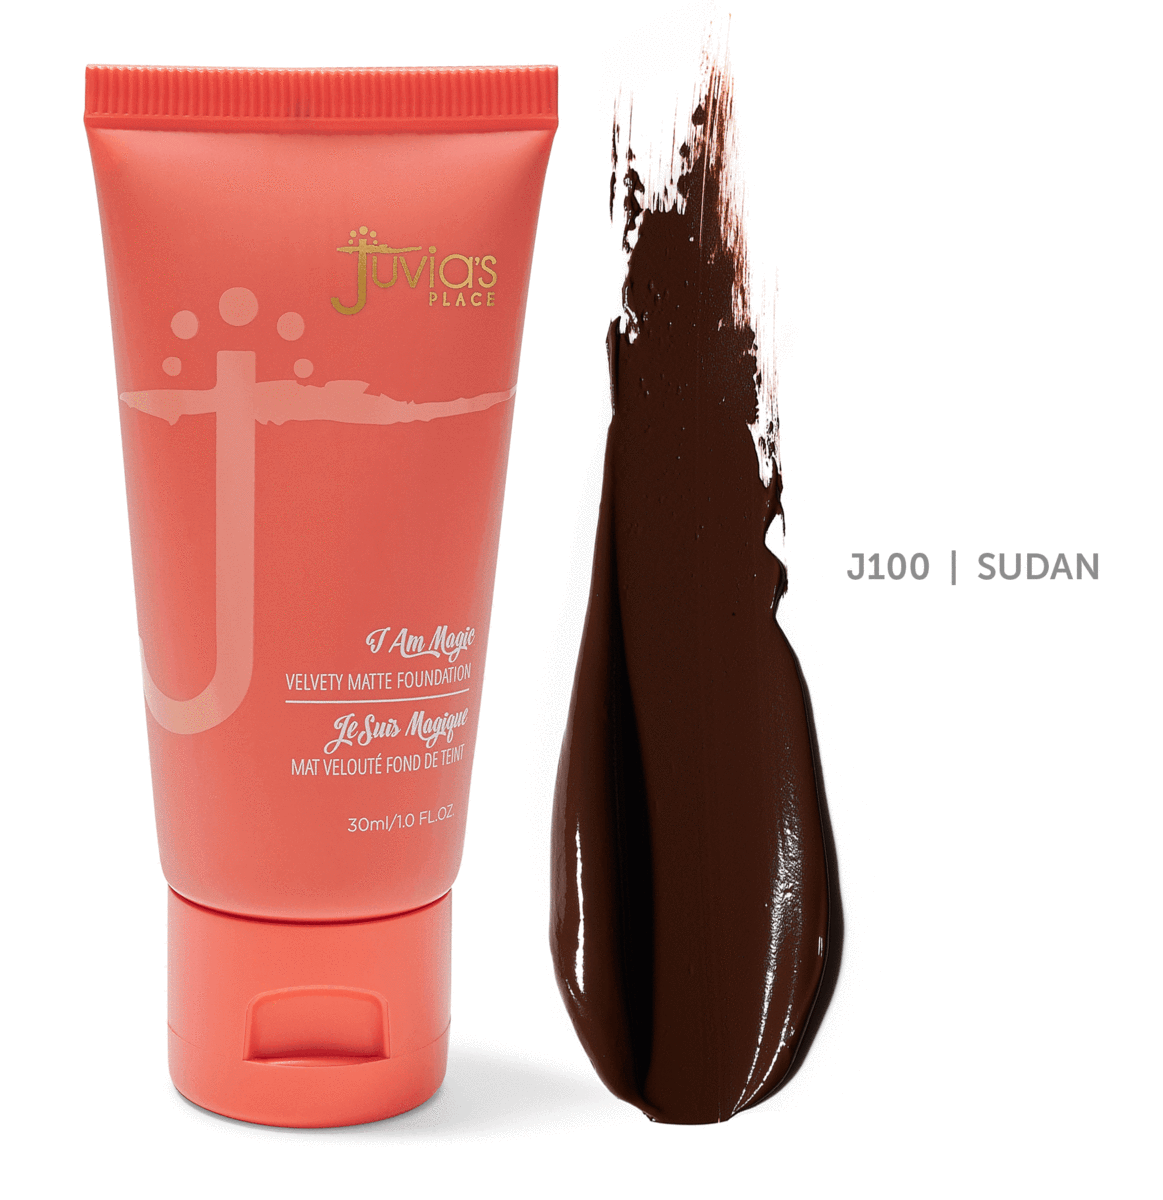 Juvia's
PLACE
I Am Magic
VELVETY MATTE FOUNDATION
Je Suis Magique
MAT VELOUTÉ FOND DE TEINT
30ml/1.0 FL.OZ.
J100 | SUDAN